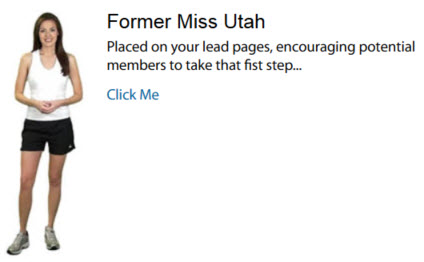 Former Miss Utah
Placed on your lead pages, encouraging potential
members to take that fist step...
Click Me